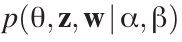 p(θ, z, w | α, β)